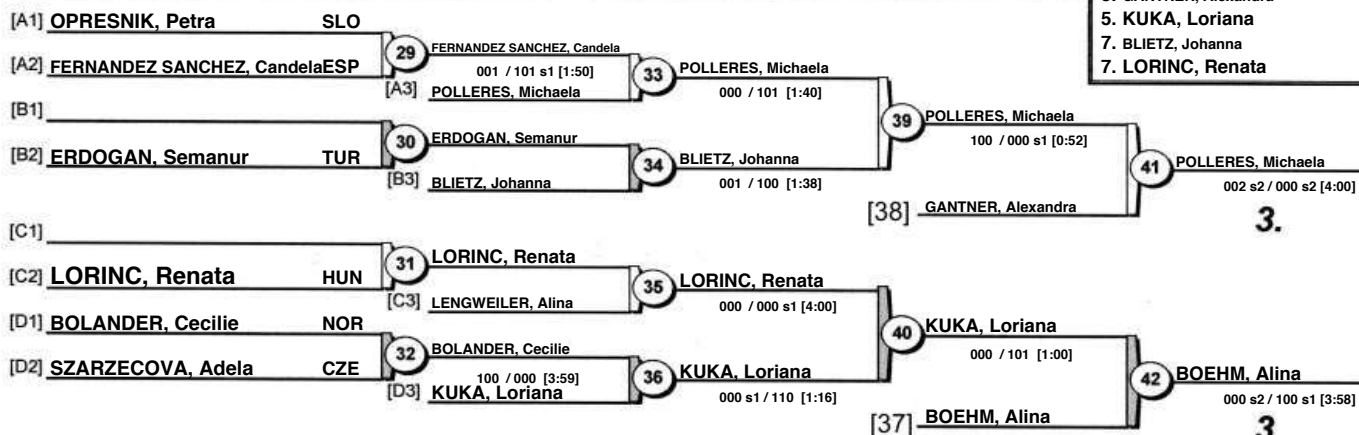 5. GANTNER, Alexandra
5. KUKA, Loriana
7. BLIETZ, Johanna
7. LORINC, Renata
[A1] OPRESNIK, Petra SLO
29 FERNANDEZ SANCHEZ, Candela
[A2] FERNANDEZ SANCHEZ, Candela ESP
001 / 101 s1 [1:50]
33 POLLERES, Michaela
[A3] POLLERES, Michaela
000 / 101 [1:40]
[B1]
39 POLLERES, Michaela
30 ERDOGAN, Semanur
100 / 000 s1 [0:52]
[B2] ERDOGAN, Semanur TUR
34 BLIETZ, Johanna
41 POLLERES, Michaela
[B3] BLIETZ, Johanna
001 / 100 [1:38]
002 s2 / 000 s2 [4:00]
[38] GANTNER, Alexandra
3.
[C1]
31 LORINC, Renata
[C2] LORINC, Renata HUN
35 LORINC, Renata
[C3] LENGWEILER, Alina
000 / 000 s1 [4:00]
[D1] BOLANDER, Cecilie NOR
40 KUKA, Loriana
32 BOLANDER, Cecilie
000 / 101 [1:00]
[D2] SZARZECOVA, Adela CZE
100 / 000 [3:59]
36 KUKA, Loriana
42 BOEHM, Alina
[D3] KUKA, Loriana
000 s1 / 110 [1:16]
000 s2 / 100 s1 [3:58]
[37] BOEHM, Alina
3